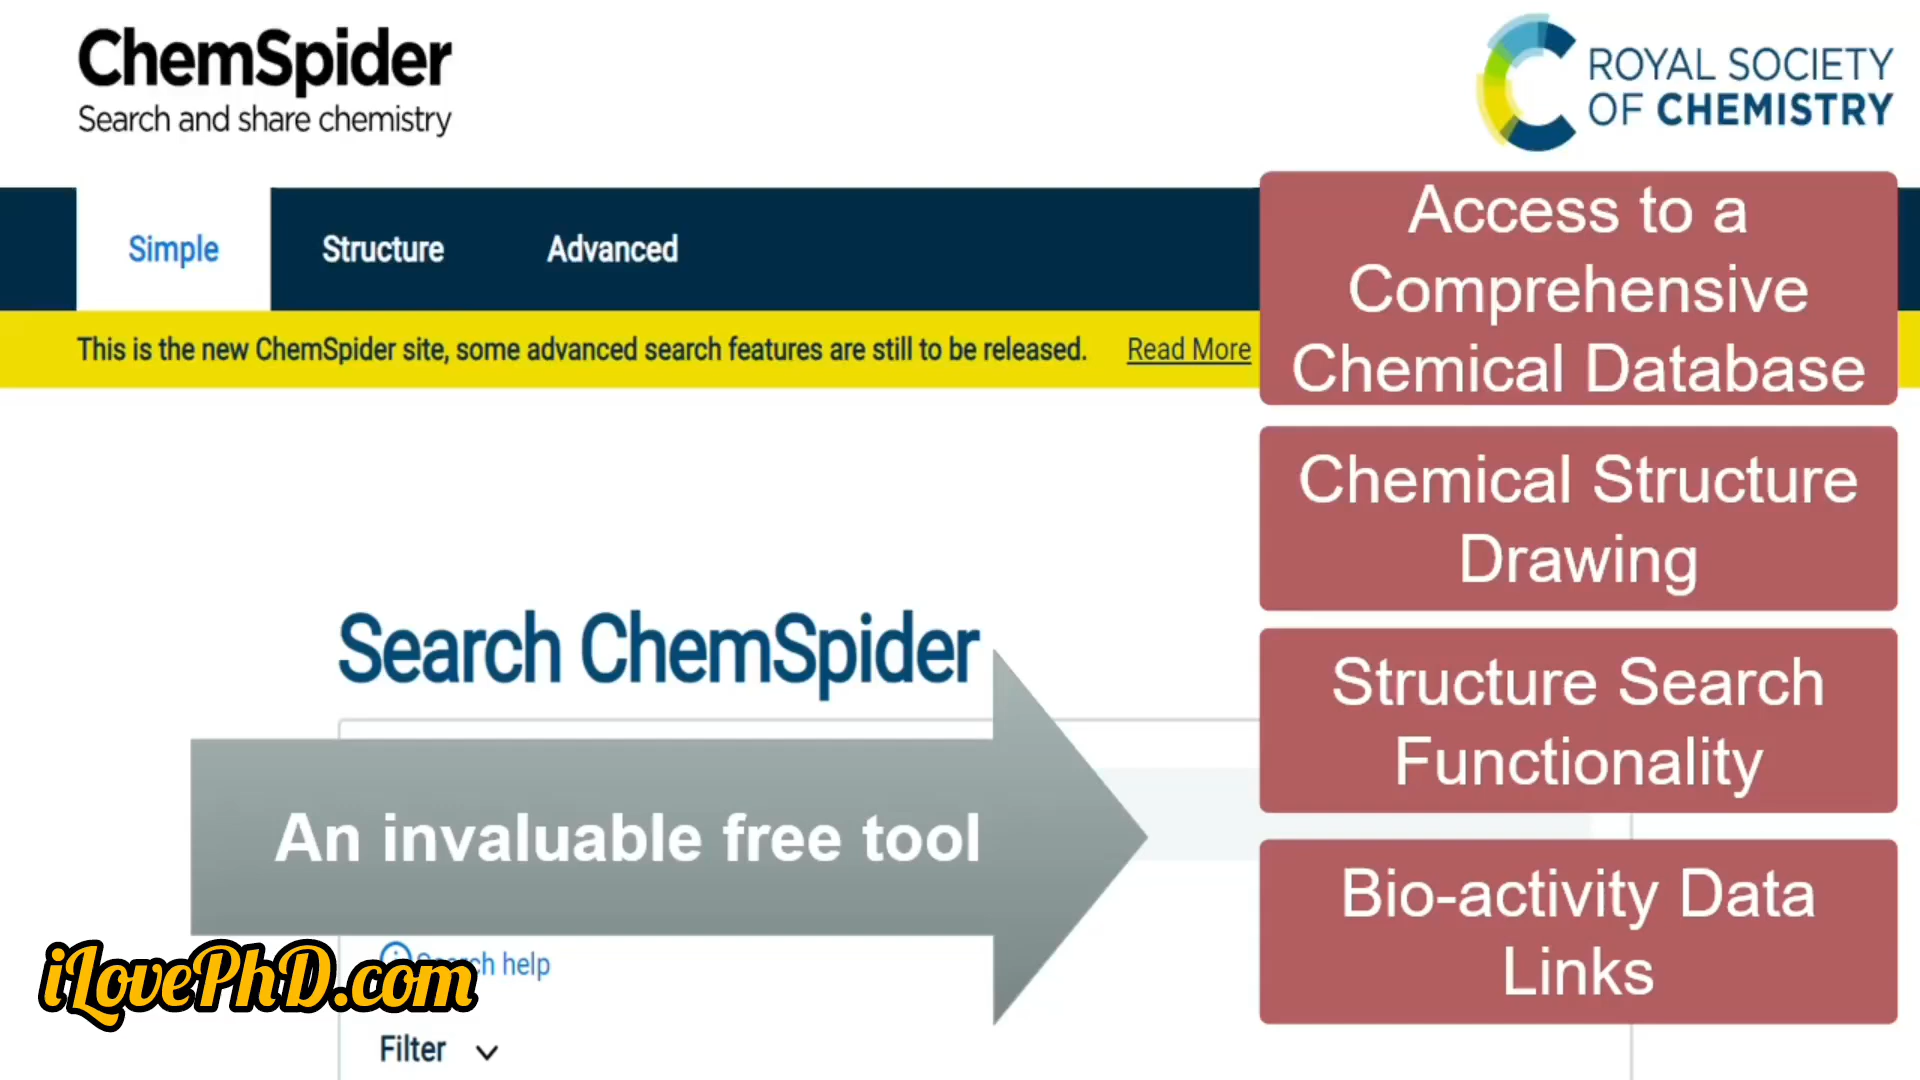 ChemSpider
Search and share chemistry
ROYAL SOCIETY
OF CHEMISTRY
Simple
Structure
Advanced
This is the new ChemSpider site, some advanced search features are still to be released.
Read More
Access to a
Comprehensive
Chemical Database
Chemical Structure
Drawing
Structure Search
Functionality
Bio-activity Data
Links
Search ChemSpider
An invaluable free tool
Search help
iLovePhD.com
Filter